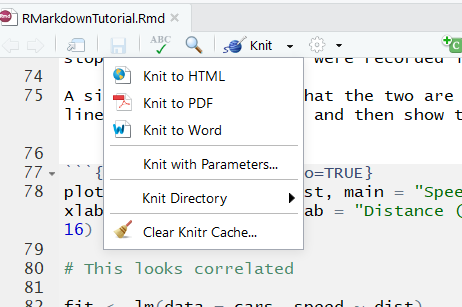 RMarkdownTutorial.Rmd
ABC
Knit
stop were recorded
74
Knit to HTML
75 A si hat the two are
Knit to PDF
line and then show t
Knit to Word
76
Knit with Parameters...
77 ```{ o=TRUE}
78 plot st, main = "Spee
Knit Directory
xlab ab = "Distance (
16)
Clear Knitr Cache...
79
80 # This looks correlated
81
82 fit <- lm(data = cars, speed ~ dist)